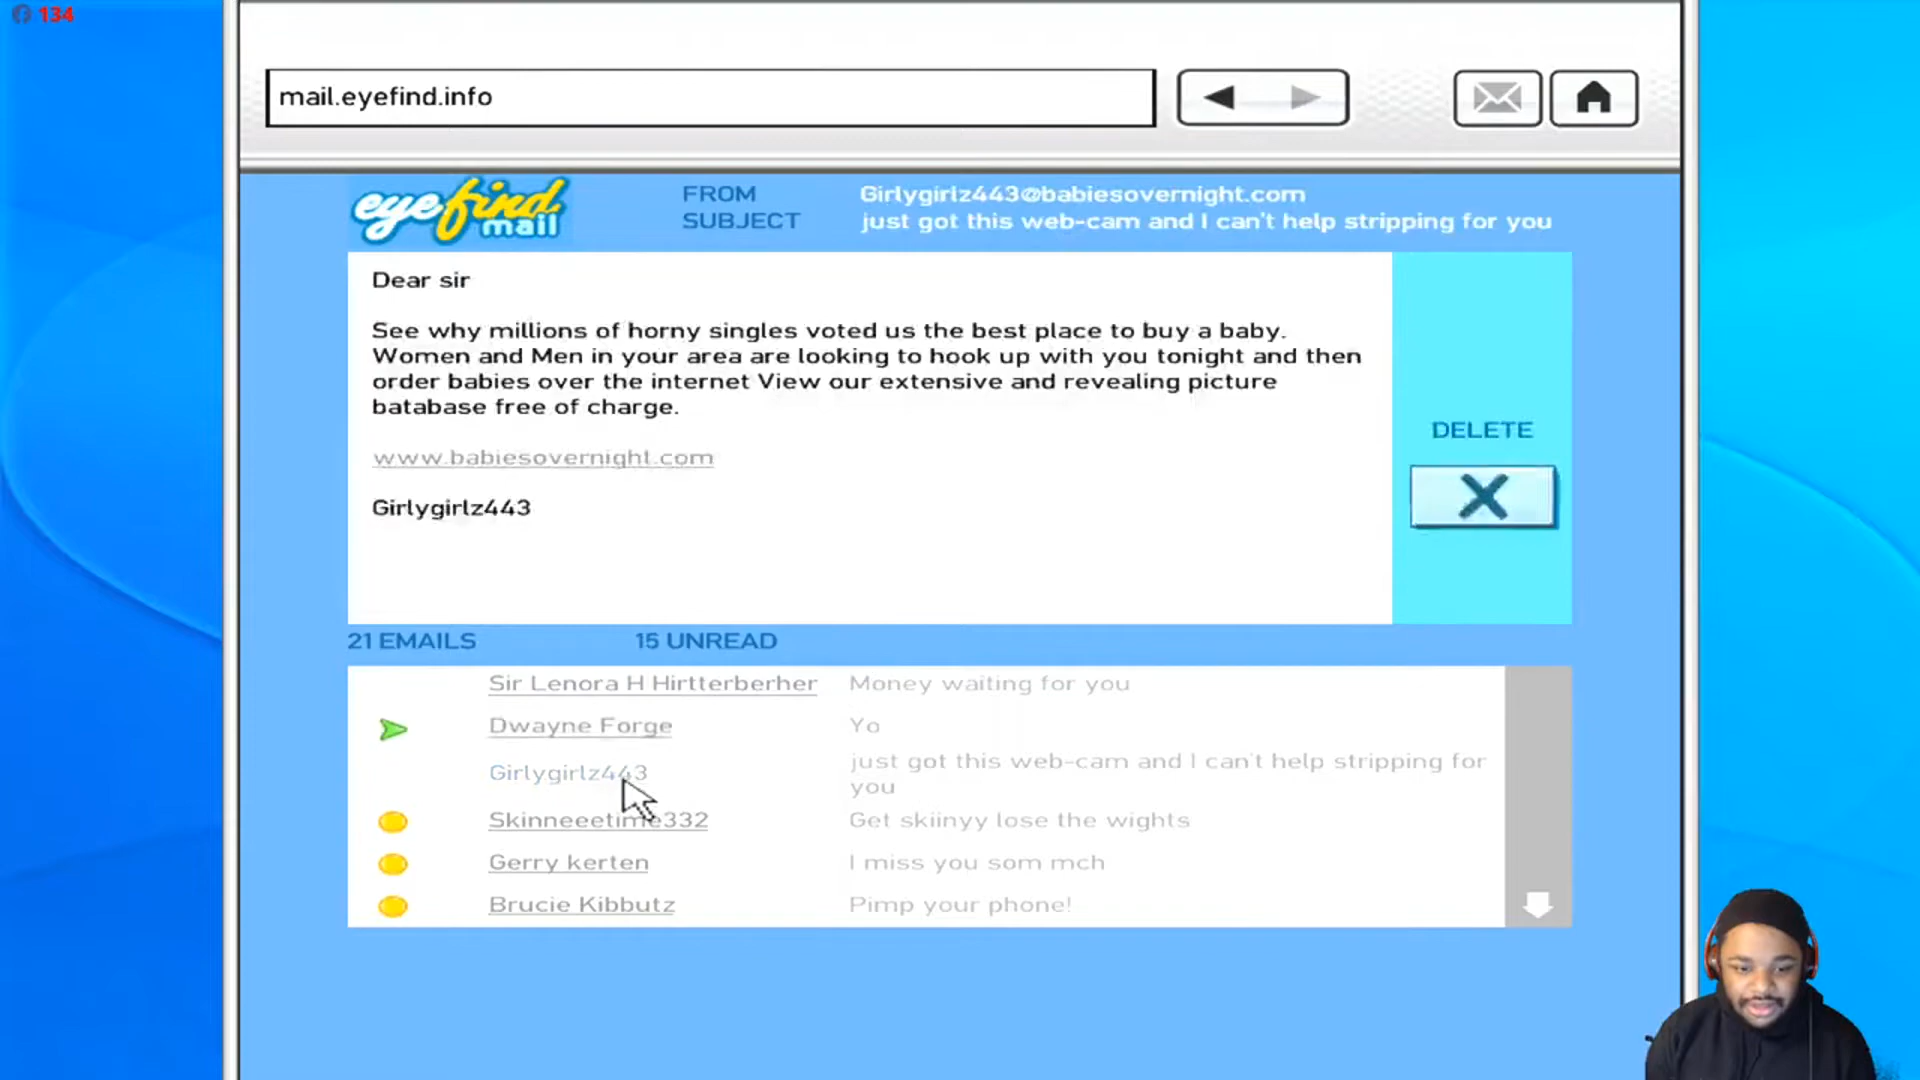 134
mail.eyefind.info
eyefind mail
FROM Girlygirlz443@babiesovernight.com
SUBJECT just got this web-cam and I can't help stripping for you
Dear sir
See why millions of horny singles voted us the best place to buy a baby.
Women and Men in your area are looking to hook up with you tonight and then
order babies over the internet View our extensive and revealing picture
batabase free of charge.
www.babiesovernight.com
Girlygirlz443
DELETE
21 EMAILS 15 UNREAD
Sir Lenora H Hirtterberher Money waiting for you
Dwayne Forge Yo
Girlygirlz443 just got this web-cam and I can't help stripping for
you
Skinneeetime332 Get skiinyy lose the wights
Gerry kerten I miss you som mch
Brucie Kibbutz Pimp your phone!